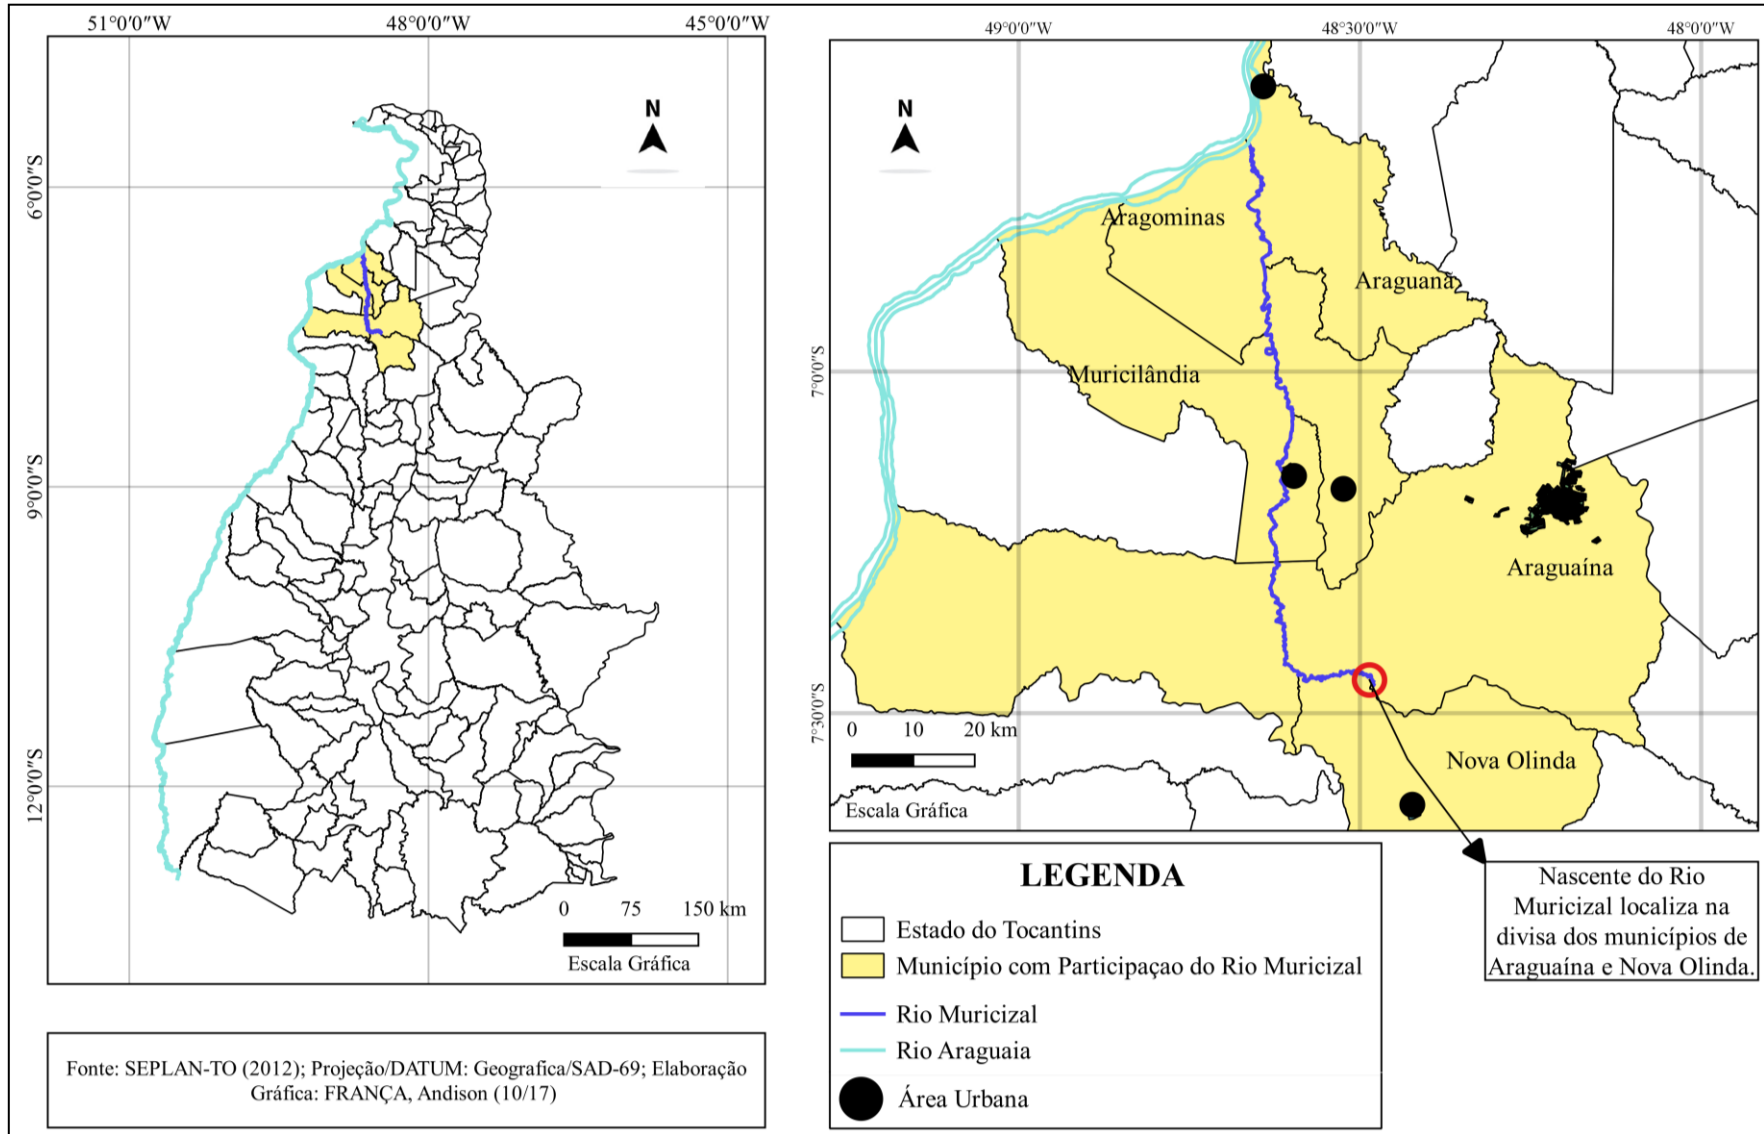 51°0'0"W
48°0'0"W
45°0'0"W
6°0'0"S
9°0'0"S
12°0'0"S
N
0 75 150 km
Escala Gráfica
Fonte: SEPLAN-TO (2012); Projeção/DATUM: Geografica/SAD-69; Elaboração
Gráfica: FRANÇA, Andison (10/17)
49°0'0"W
48°30'0"W
48°0'0"W
7°0'0"S
7°30'0"S
N
Aragominas
Araguanã
Muricilândia
Araguaína
Nova Olinda
0 10 20 km
Escala Gráfica
LEGENDA
Estado do Tocantins
Município com Participaçao do Rio Muricizal
Rio Muricizal
Rio Araguaia
Área Urbana
Nascente do Rio
Muricizal localiza na
divisa dos municípios de
Araguaína e Nova Olinda.